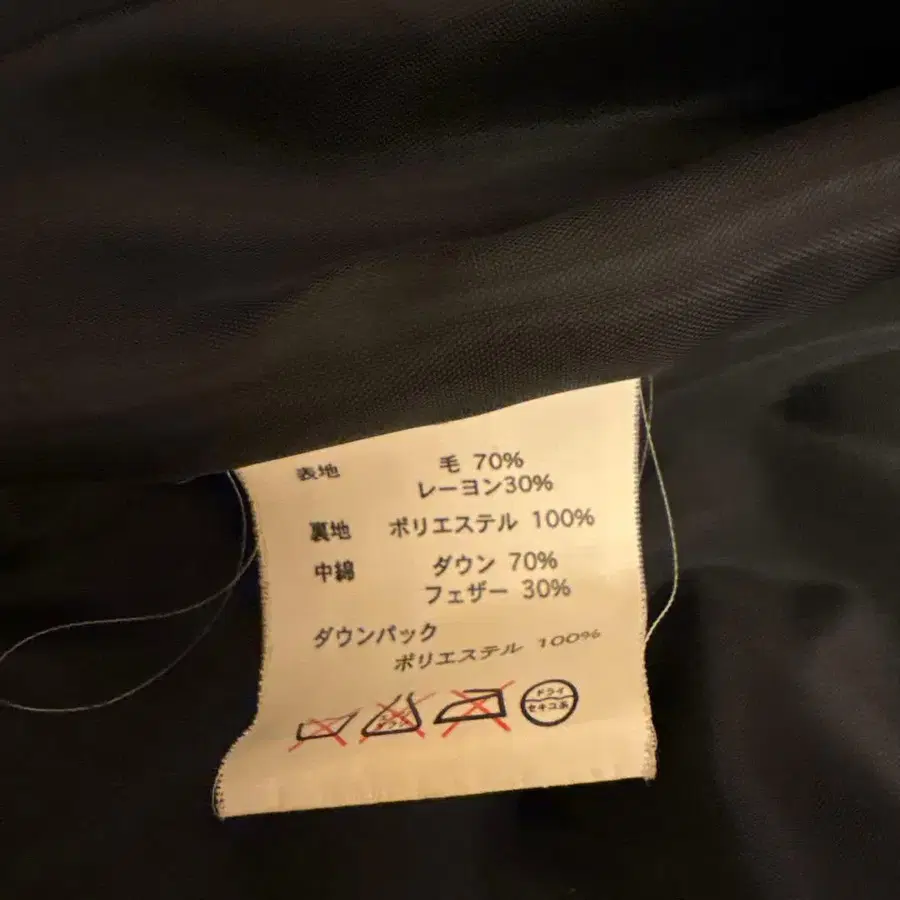 表地 毛 70%
レーヨン30%
裏地 ポリエステル 100%
中綿 ダウン 70%
フェザー 30%
ダウンパック
ポリエステル 100%
ドライ
セキユ系